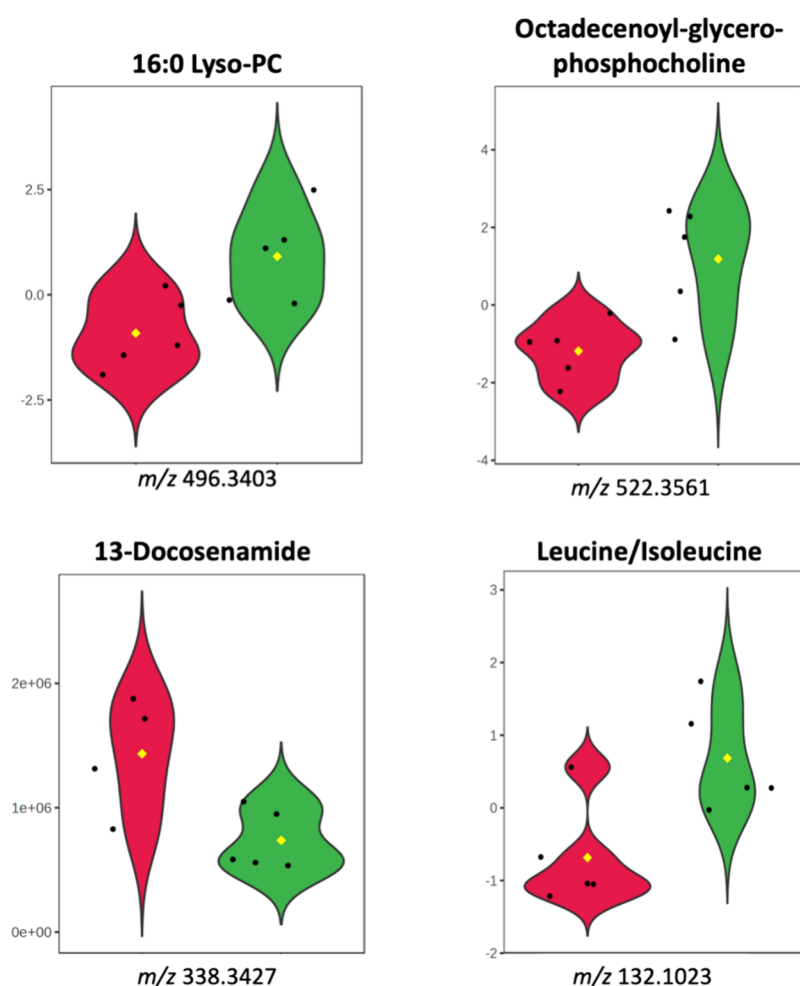 16:0 Lyso-PC
2.5
0.0
-2.5
m/z 496.3403
Octadecenoyl-glycero-
phosphocholine
4
2
0
-2
-4
m/z 522.3561
13-Docosenamide
2e+06
1e+06
0e+00
m/z 338.3427
Leucine/Isoleucine
3
2
1
0
-1
-2
m/z 132.1023